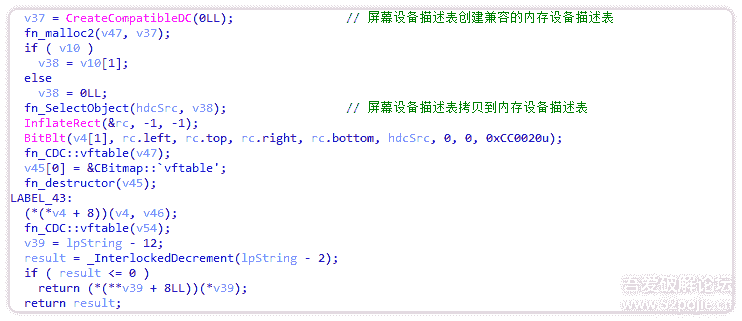 v37 = CreateCompatibleDC(0LL); // 屏幕设备描述表创建兼容的内存设备描述表
fn_malloc2(v47, v37);
if ( v10 )
v38 = v10[1];
else
v38 = 0LL;
fn_SelectObject(hdcSrc, v38); // 屏幕设备描述表拷贝到内存设备描述表
InflateRect(&rc, -1, -1);
BitBlt(v4[1], rc.left, rc.top, rc.right, rc.bottom, hdcSrc, 0, 0, 0xCC0020u);
fn_CDC::vftable(v47);
v45[0] = &CBitmap::`vftable';
fn_destructor(v45);
LABEL_43:
(*(*v4 + 8))(v4, v46);
fn_CDC::vftable(v54);
v39 = lpString - 12;
result = _InterlockedDecrement(lpString - 2);
if ( result <= 0 )
return (*(**v39 + 8LL))(*v39);
return result;
吾爱破解论坛
www.52pojie.cn